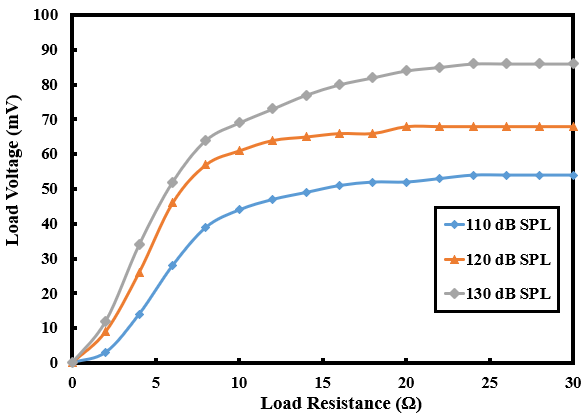 100
90
80
70
60
50
40
30
20
10
0
Load Voltage (mV)
110 dB SPL
120 dB SPL
130 dB SPL
0 5 10 15 20 25 30
Load Resistance (Ω)